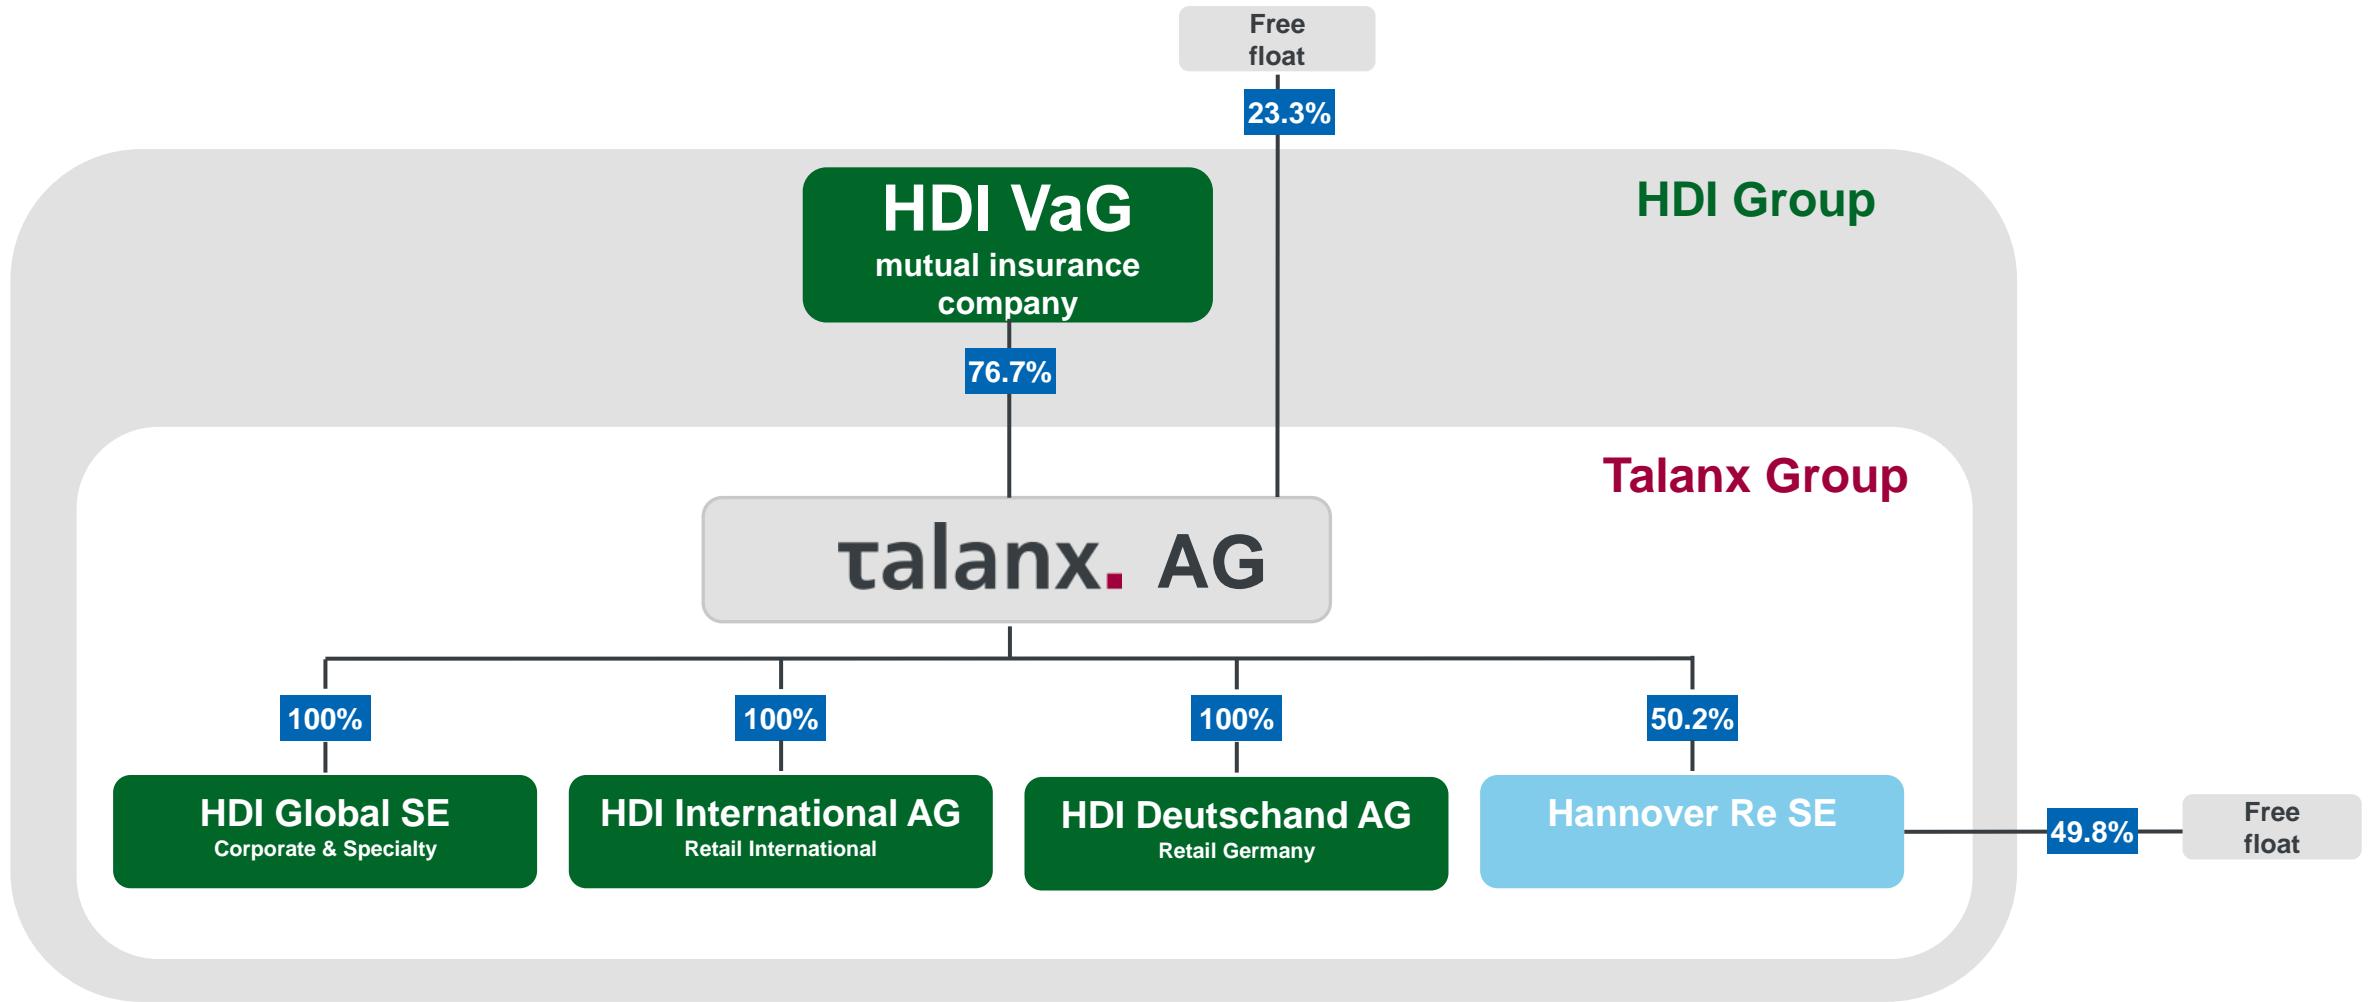 Free
float
23.3%
HDI Group
HDI VaG
mutual insurance
company
76.7%
Talanx Group
τalanx. AG
100%
100%
100%
50.2%
HDI Global SE
Corporate & Specialty
HDI International AG
Retail International
HDI Deutschand AG
Retail Germany
Hannover Re SE
49.8%
Free
float